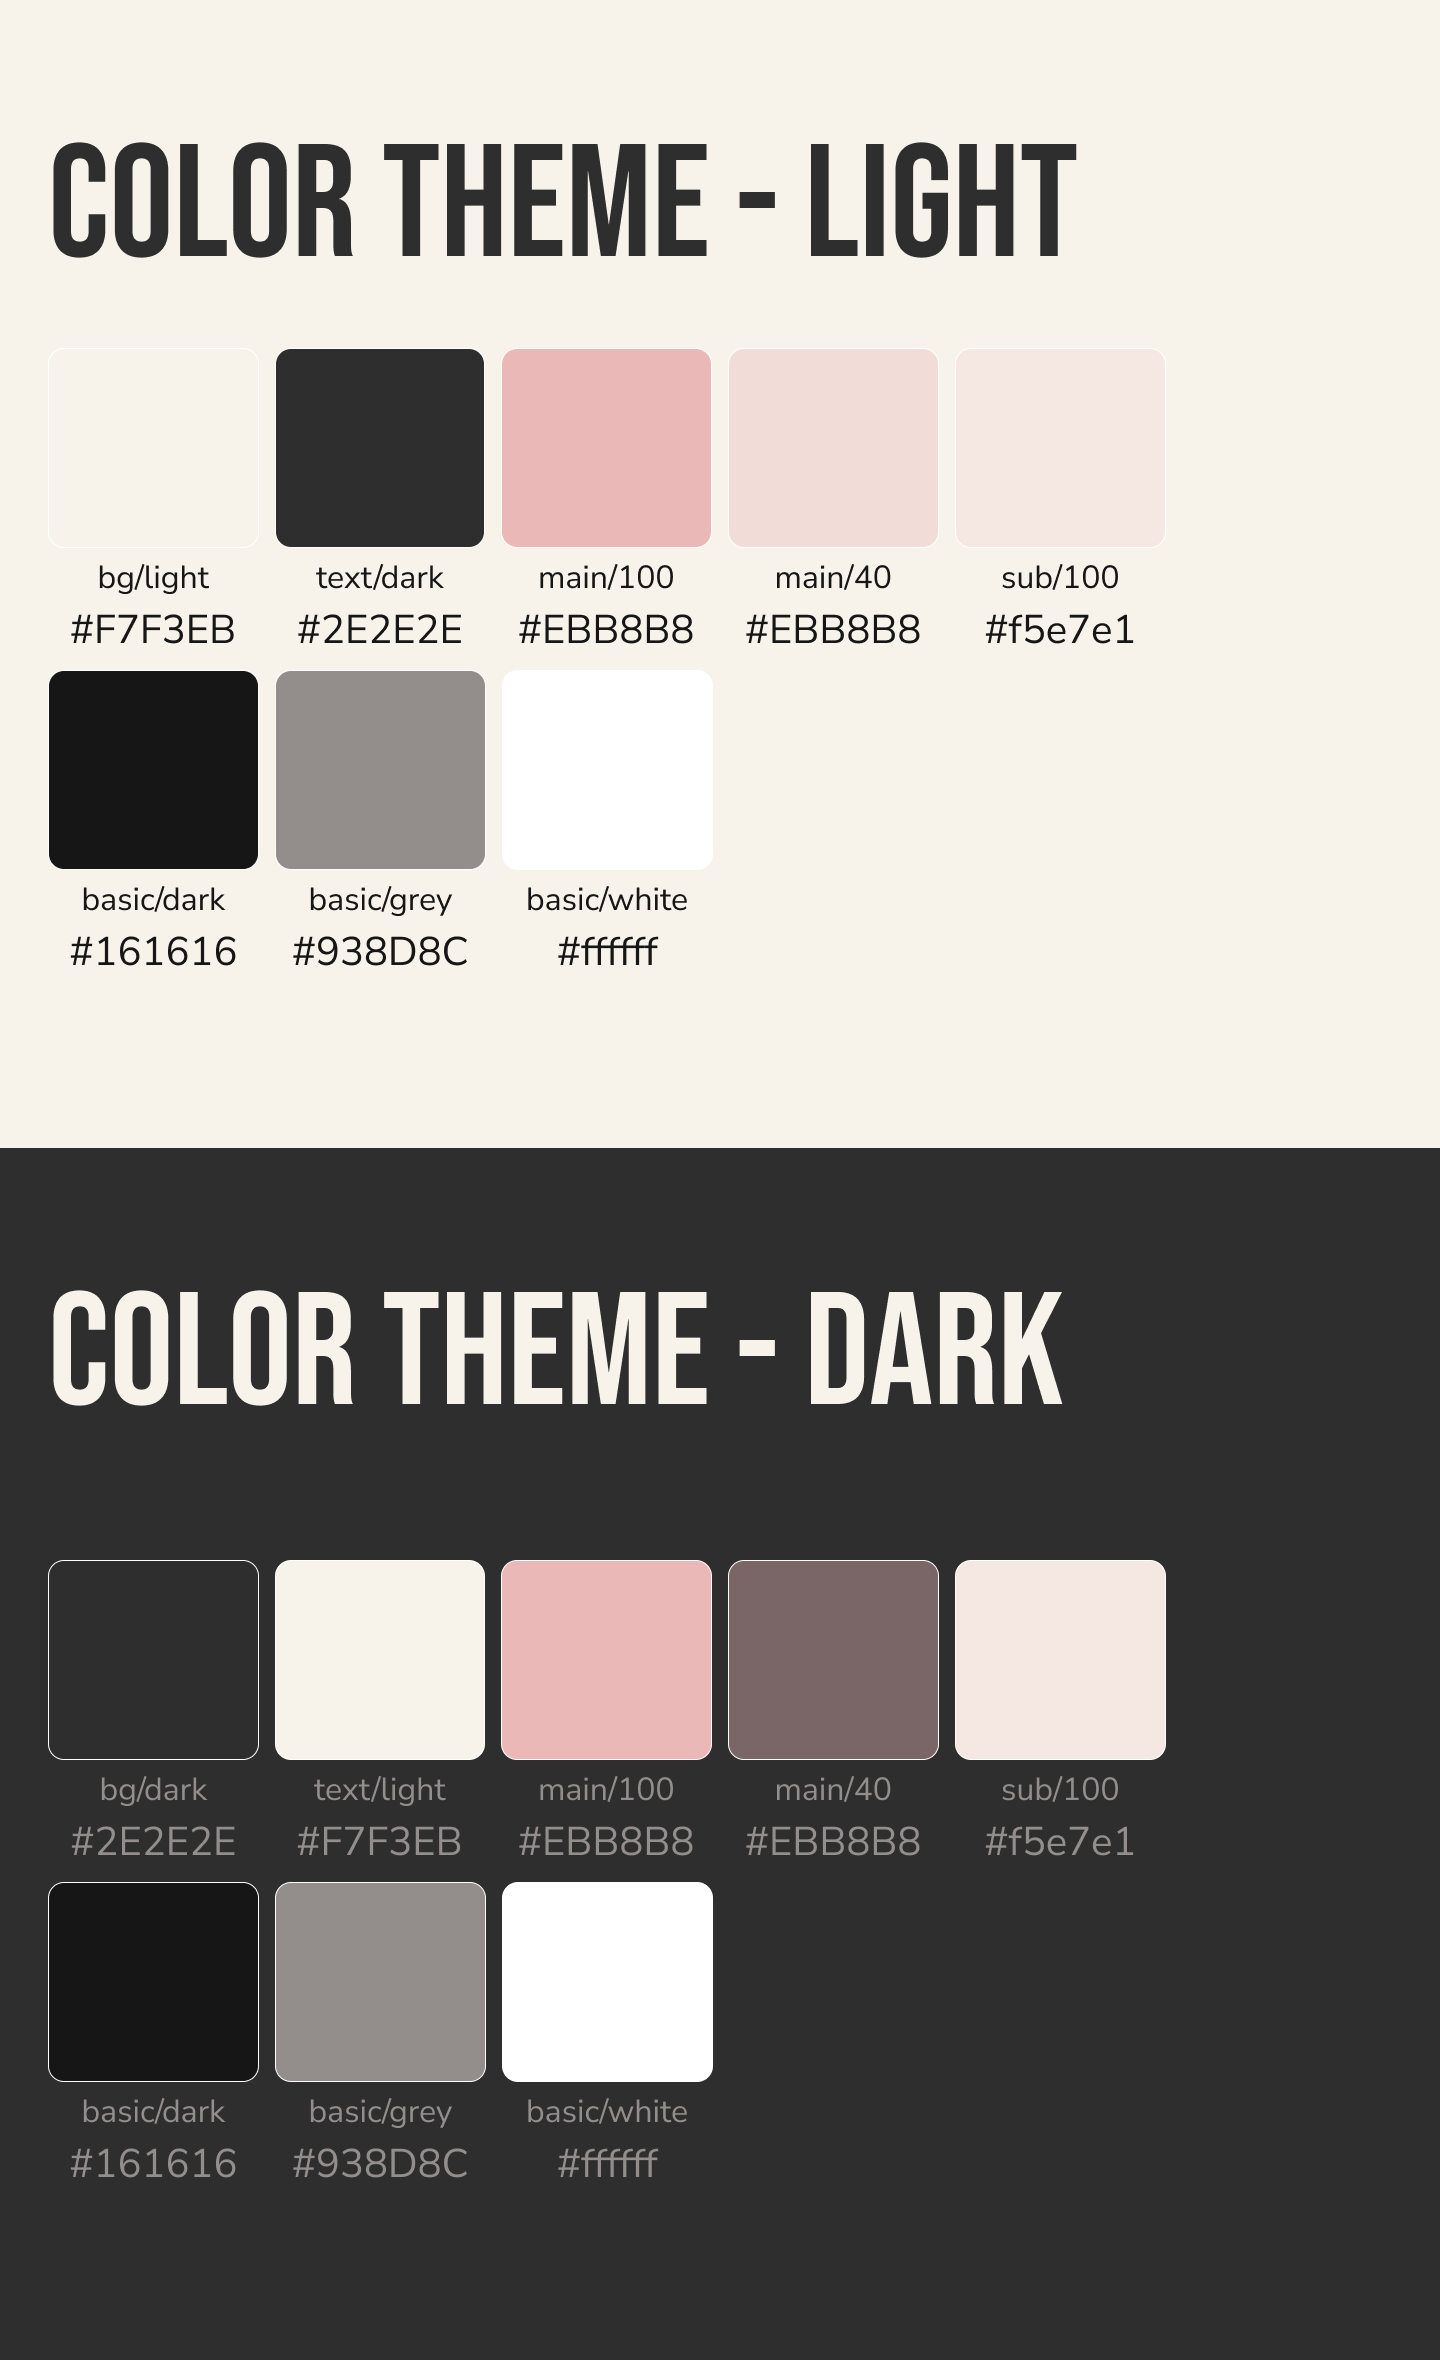 COLOR THEME - LIGHT
bg/light text/dark main/100 main/40 sub/100
#F7F3EB #2E2E2E #EBB8B8 #EBB8B8 #f5e7e1
basic/dark basic/grey basic/white
#161616 #938D8C #ffffff
COLOR THEME - DARK
bg/dark text/light main/100 main/40 sub/100
#2E2E2E #F7F3EB #EBB8B8 #EBB8B8 #f5e7e1
basic/dark basic/grey basic/white
#161616 #938D8C #ffffff